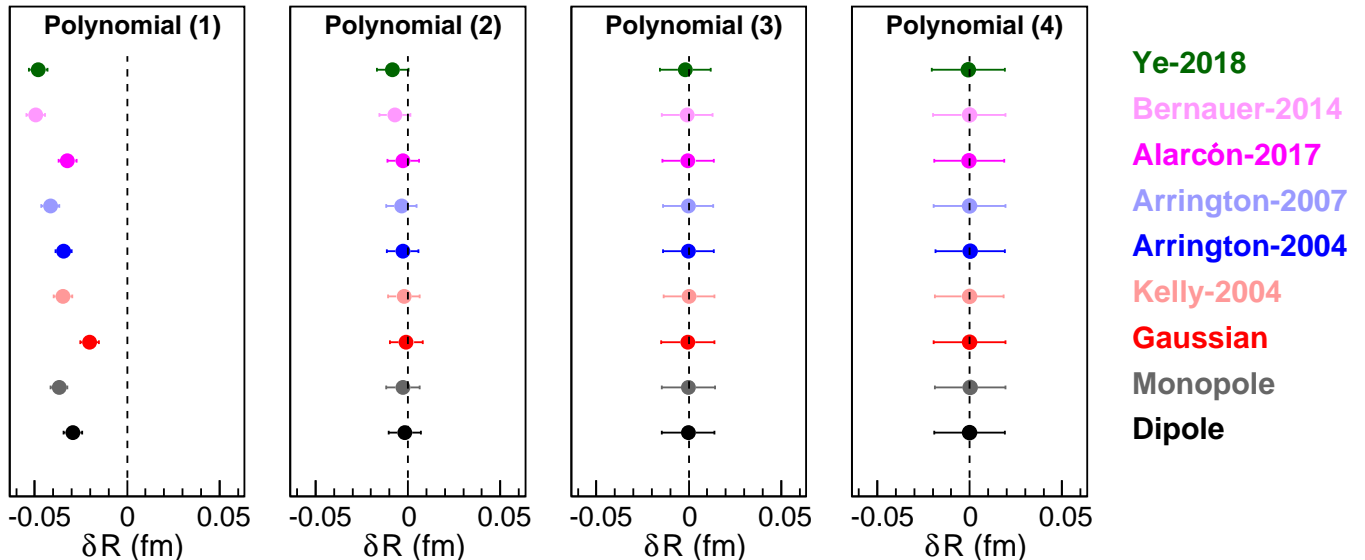 Polynomial (1)
Polynomial (2)
Polynomial (3)
Polynomial (4)
Ye-2018
Bernauer-2014
Alarcón-2017
Arrington-2007
Arrington-2004
Kelly-2004
Gaussian
Monopole
Dipole
-0.05 0 0.05
-0.05 0 0.05
-0.05 0 0.05
-0.05 0 0.05
δR (fm)
δR (fm)
δR (fm)
δR (fm)